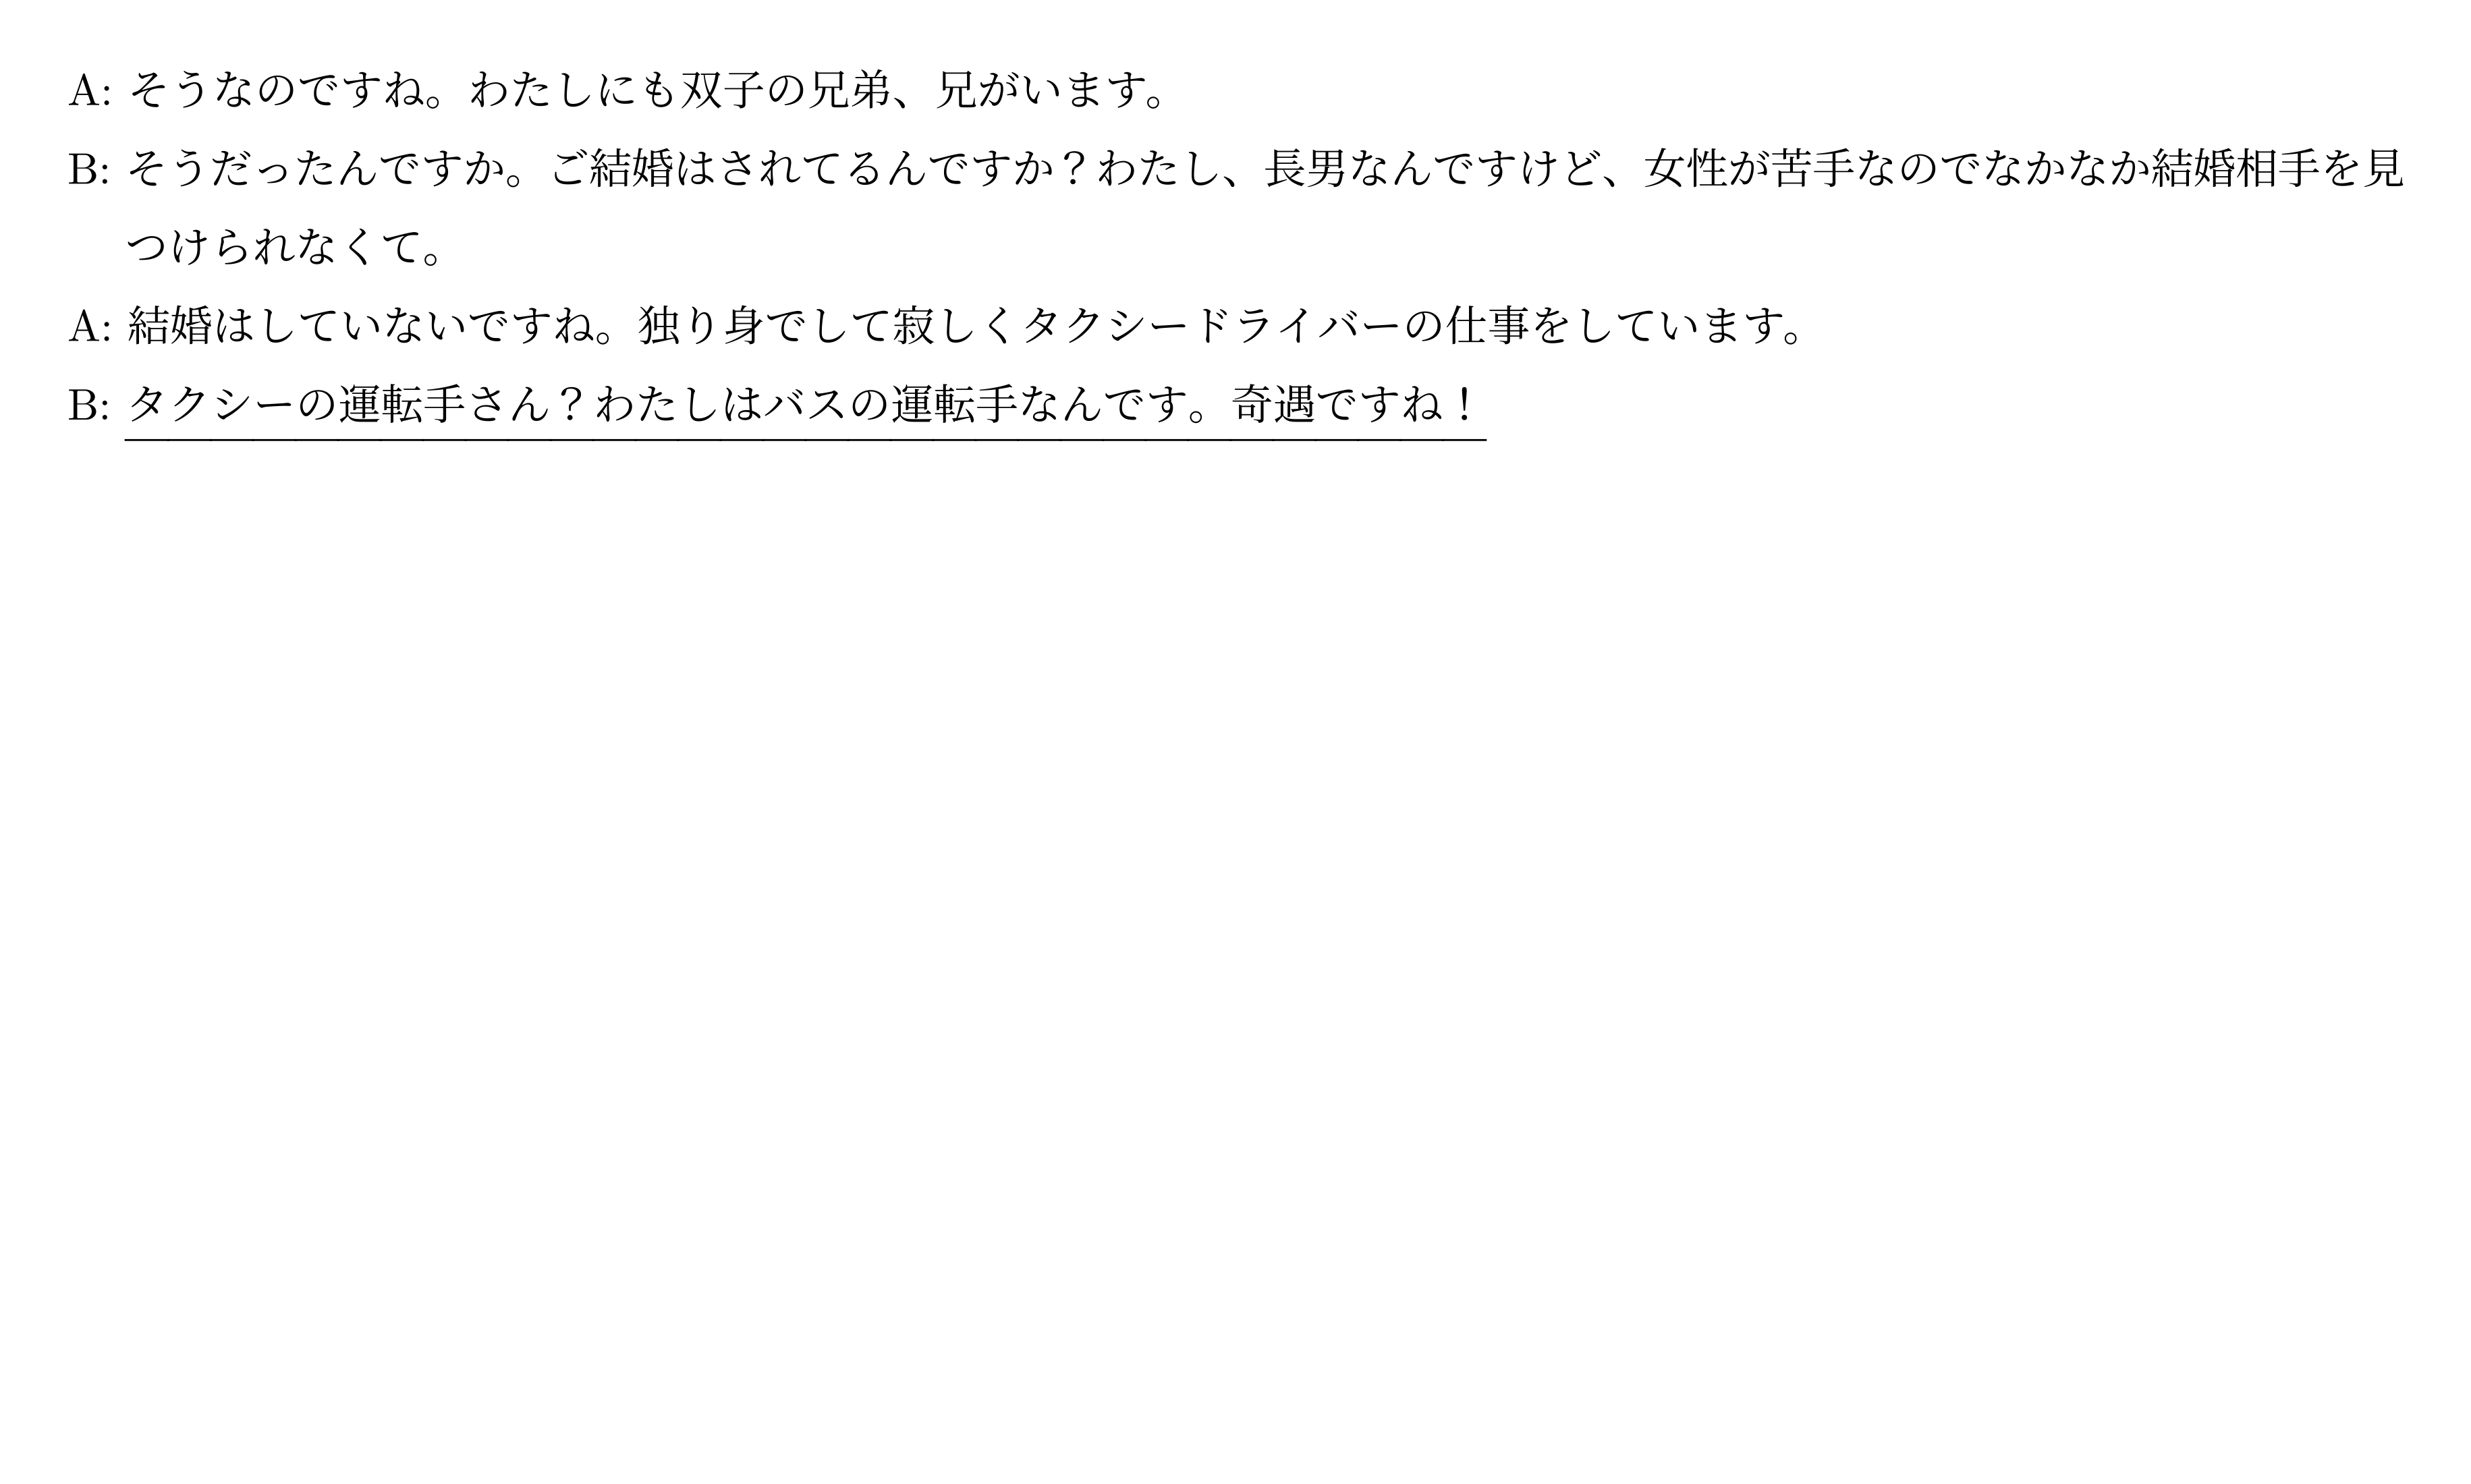 A: そうなのですね。わたしにも双子の兄弟、兄がいます。
B: そうだったんですか。ご結婚はされてるんですか？わたし、長男なんですけど、女性が苦手なのでなかなか結婚相手を見
つけられなくて。
A: 結婚はしていないですね。独り身でして寂しくタクシードライバーの仕事をしています。
B: タクシーの運転手さん？わたしはバスの運転手なんです。奇遇ですね！